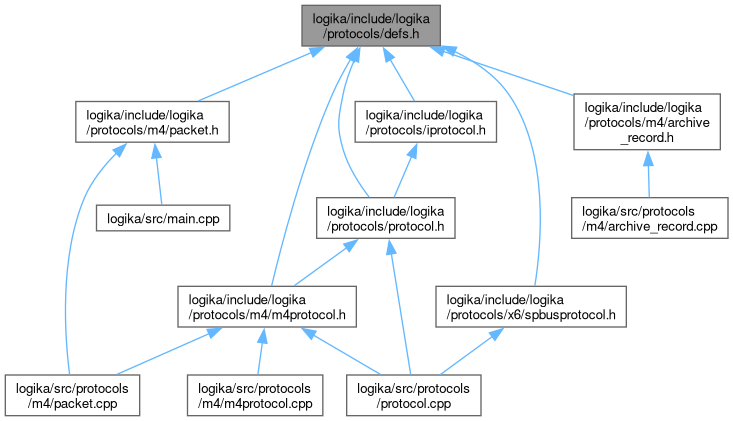 logika/include/logika
/protocols/defs.h
logika/include/logika
/protocols/m4/packet.h
logika/include/logika
/protocols/iprotocol.h
logika/include/logika
/protocols/m4/archive
_record.h
logika/src/main.cpp
logika/include/logika
/protocols/protocol.h
logika/src/protocols
/m4/archive_record.cpp
logika/include/logika
/protocols/m4/m4protocol.h
logika/include/logika
/protocols/x6/spbusprotocol.h
logika/src/protocols
/m4/packet.cpp
logika/src/protocols
/m4/m4protocol.cpp
logika/src/protocols
/protocol.cpp